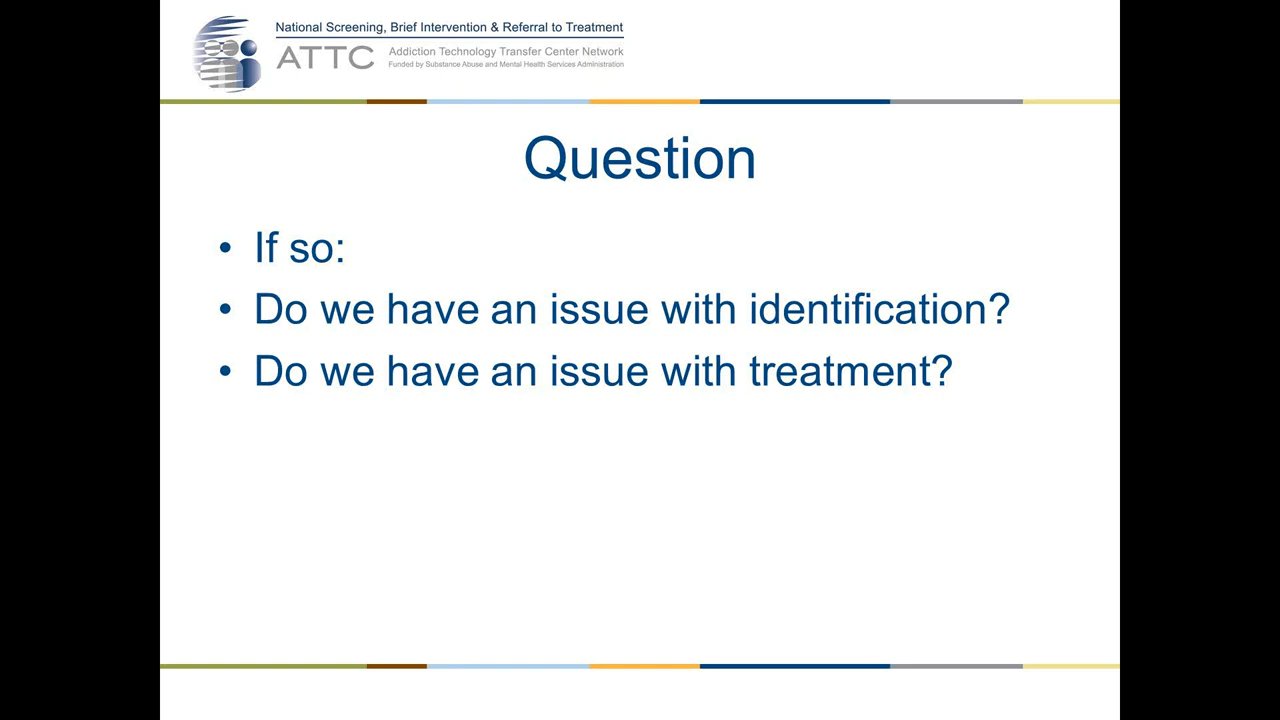 National Screening, Brief Intervention & Referral to Treatment
ATTC
Addiction Technology Transfer Center Network
Funded by Substance Abuse and Mental Health Services Administration
Question
• If so:
• Do we have an issue with identification?
• Do we have an issue with treatment?